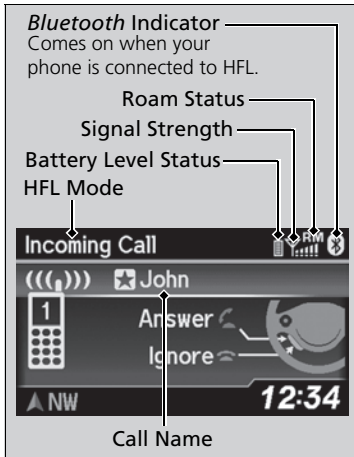 Bluetooth Indicator
Comes on when your
phone is connected to HFL.
Roam Status
Signal Strength
Battery Level Status
HFL Mode
Incoming Call RM
John
1
Answer
Ignore
NW 12:34
Call Name